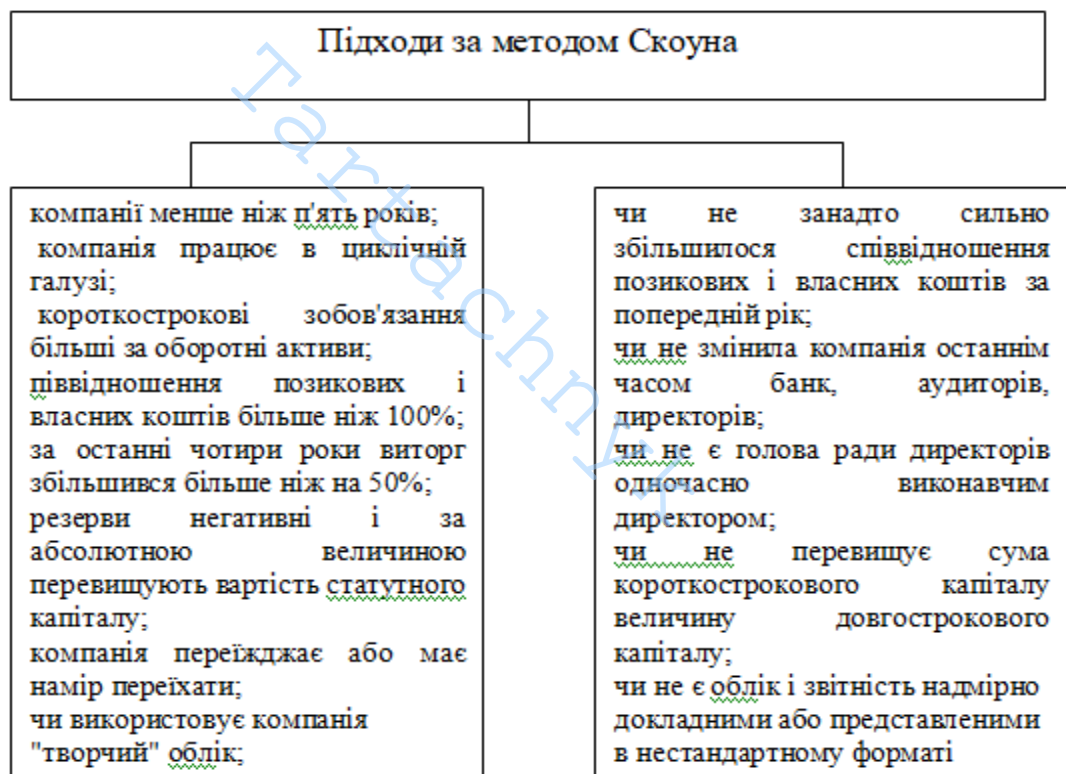 Підходи за методом Скоуна
компанії менше ніж п'ять років;
компанія працює в циклічній
галузі;
короткострокові зобов'язання
більші за оборотні активи;
піввідношення позикових і
власних коштів більше ніж 100%;
за останні чотири роки виторг
збільшився більше ніж на 50%;
резерви негативні і за
абсолютною величиною
перевищують вартість статутного
капіталу;
компанія переїжджає або має
намір переїхати;
чи використовує компанія
"творчий" облік;
чи не занадто сильно
збільшилося співвідношення
позикових і власних коштів за
попередній рік;
чи не змінила компанія останнім
часом банк, аудиторів,
директорів;
чи не є голова ради директорів
одночасно виконавчим
директором;
чи не перевищує сума
короткострокового капіталу
величину довгострокового
капіталу;
чи не є облік і звітність надмірно
докладними або представленими
в нестандартному форматі
Tartachnyk